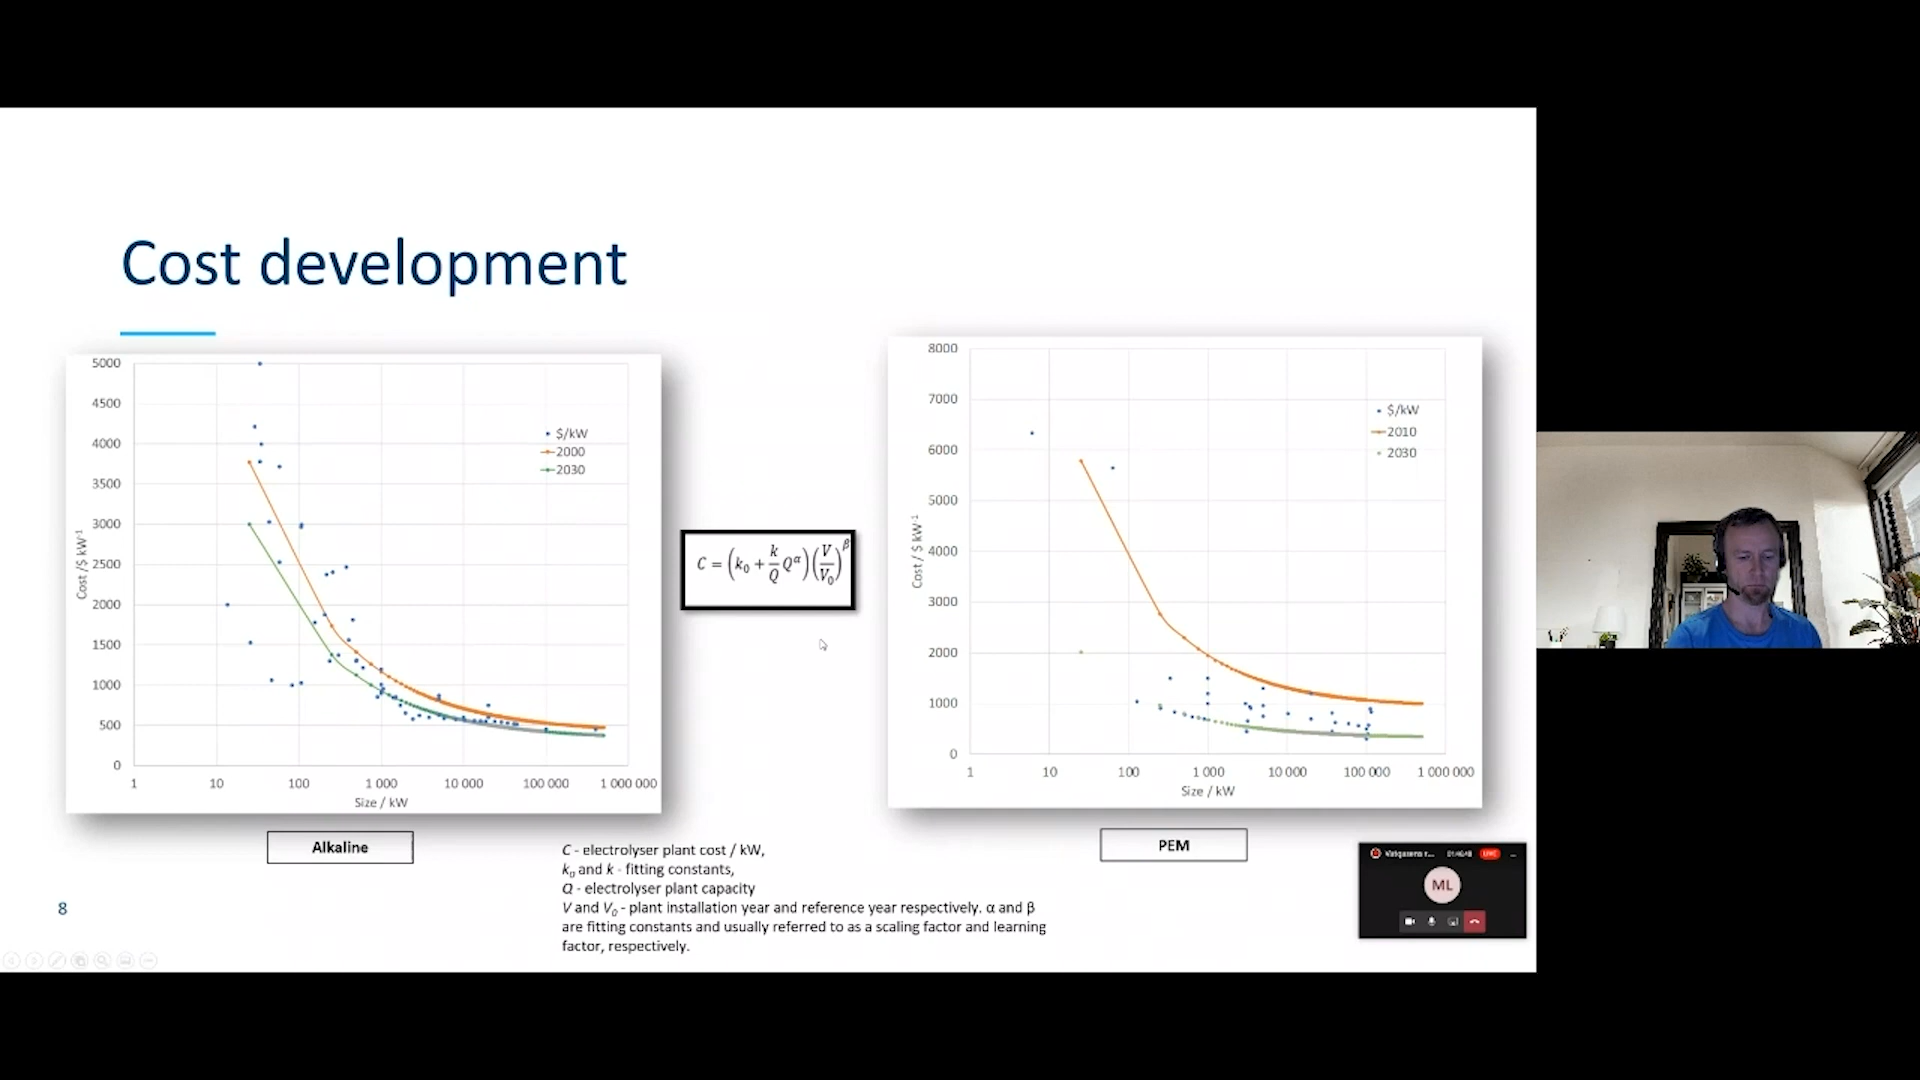 Cost development
5000
4500
4000
3500
3000
2500
2000
1500
1000
500
0
Cost /$ kW⁻¹
$/kW
2000
2030
1
10
100
1 000
10 000
100 000
1 000 000
Size / kW
Alkaline
C = (k₀ + k/Q Q^α)(V/V₀)^β
8000
7000
6000
5000
4000
3000
2000
1000
0
Cost / $ kW⁻¹
$/kW
2010
2030
1
10
100
1 000
10 000
100 000
1 000 000
Size / kW
PEM
C - electrolyser plant cost / kW,
k₀ and k - fitting constants,
Q - electrolyser plant capacity
V and V₀ - plant installation year and reference year respectively. α and β
are fitting constants and usually referred to as a scaling factor and learning
factor, respectively.
8
LIVE
ML